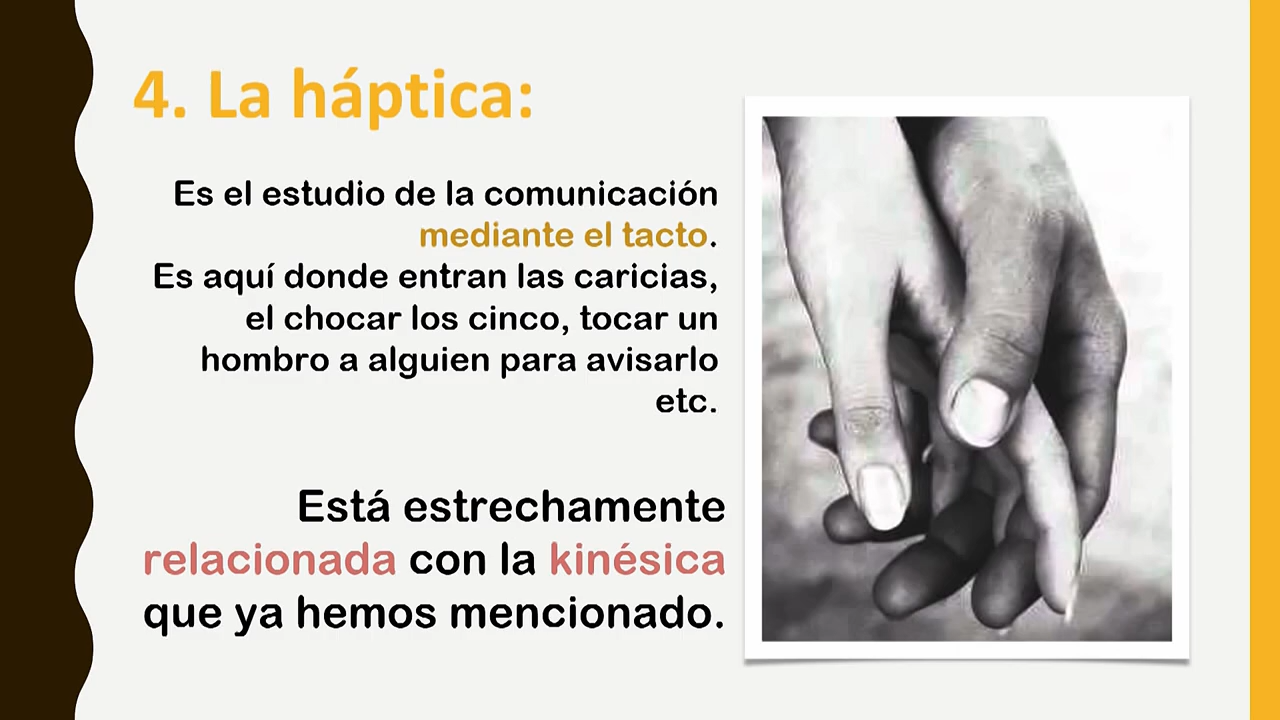 4. La háptica:
Es el estudio de la comunicación
mediante el tacto.
Es aquí donde entran las caricias,
el chocar los cinco, tocar un
hombro a alguien para avisarlo
etc.
Está estrechamente
relacionada con la kinésica
que ya hemos mencionado.